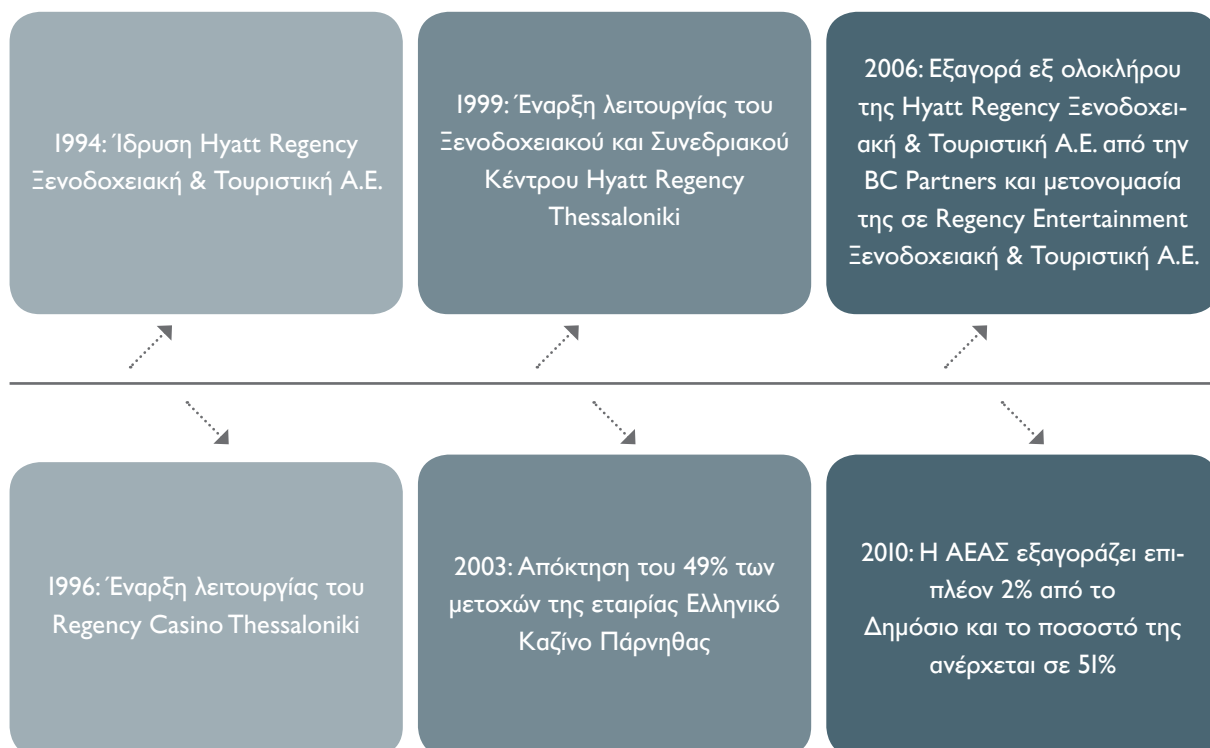 1994: Ίδρυση Hyatt Regency
Ξενοδοχειακή & Τουριστική Α.Ε.
1999: Έναρξη λειτουργίας του
Ξενοδοχειακού και Συνεδριακού
Κέντρου Hyatt Regency
Thessaloniki
2006: Εξαγορά εξ ολοκλήρου
της Hyatt Regency Ξενοδοχει-
ακή & Τουριστική Α.Ε. από την
BC Partners και μετονομασία
της σε Regency Entertainment
Ξενοδοχειακή & Τουριστική Α.Ε.
1996: Έναρξη λειτουργίας του
Regency Casino Thessaloniki
2003: Απόκτηση του 49% των
μετοχών της εταιρίας Ελληνικό
Καζίνο Πάρνηθας
2010: Η ΑΕΑΣ εξαγοράζει επι-
πλέον 2% από το
Δημόσιο και το ποσοστό της
ανέρχεται σε 51%